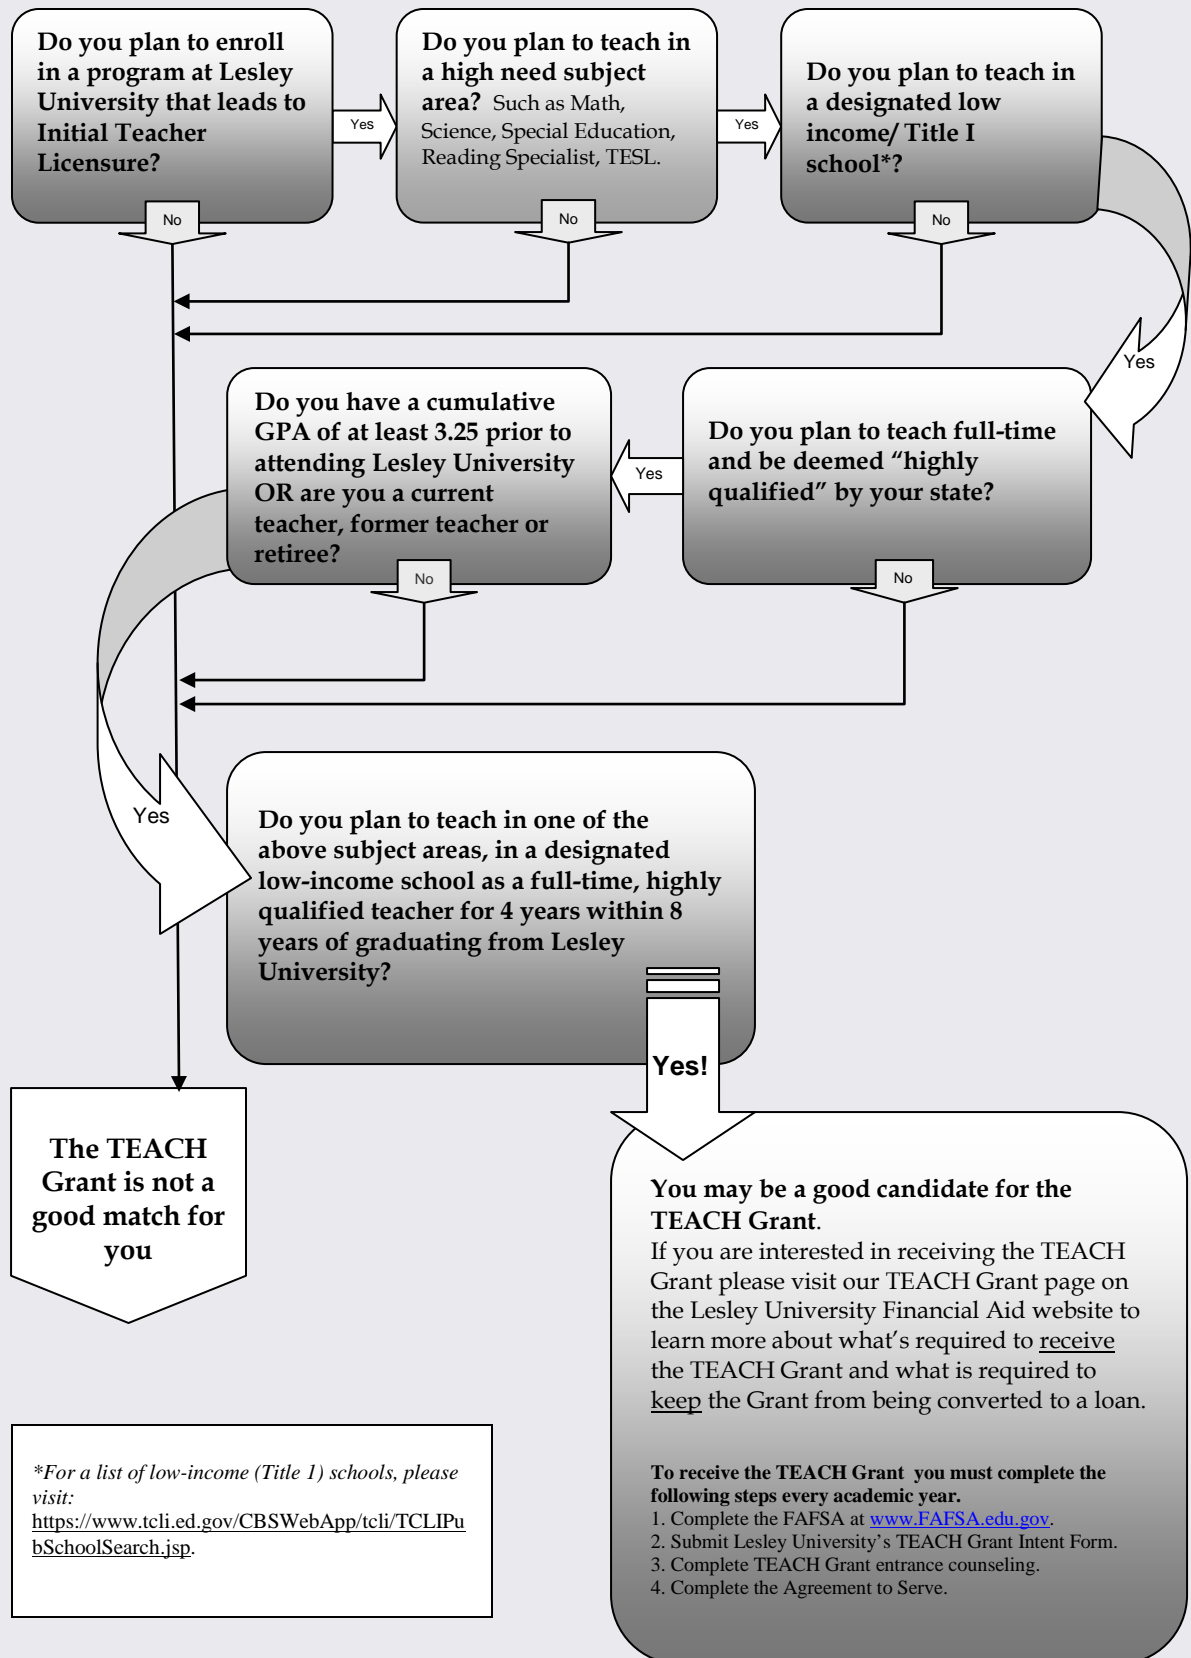 Do you plan to enroll
in a program at Lesley
University that leads to
Initial Teacher
Licensure?
Yes
No
Do you plan to teach in
a high need subject
area? Such as Math,
Science, Special Education,
Reading Specialist, TESL.
Yes
No
Do you plan to teach in
a designated low
income/ Title I
school*?
No
Yes
Do you plan to teach full-time
and be deemed “highly
qualified” by your state?
Yes
No
Do you have a cumulative
GPA of at least 3.25 prior to
attending Lesley University
OR are you a current
teacher, former teacher or
retiree?
No
Yes
Do you plan to teach in one of the
above subject areas, in a designated
low-income school as a full-time, highly
qualified teacher for 4 years within 8
years of graduating from Lesley
University?
Yes!
The TEACH
Grant is not a
good match for
you
You may be a good candidate for the
TEACH Grant.
If you are interested in receiving the TEACH
Grant please visit our TEACH Grant page on
the Lesley University Financial Aid website to
learn more about what’s required to receive
the TEACH Grant and what is required to
keep the Grant from being converted to a loan.
To receive the TEACH Grant you must complete the
following steps every academic year.
1. Complete the FAFSA at www.FAFSA.edu.gov.
2. Submit Lesley University’s TEACH Grant Intent Form.
3. Complete TEACH Grant entrance counseling.
4. Complete the Agreement to Serve.
*For a list of low-income (Title 1) schools, please
visit:
https://www.tcli.ed.gov/CBSWebApp/tcli/TCLIPu
bSchoolSearch.jsp.